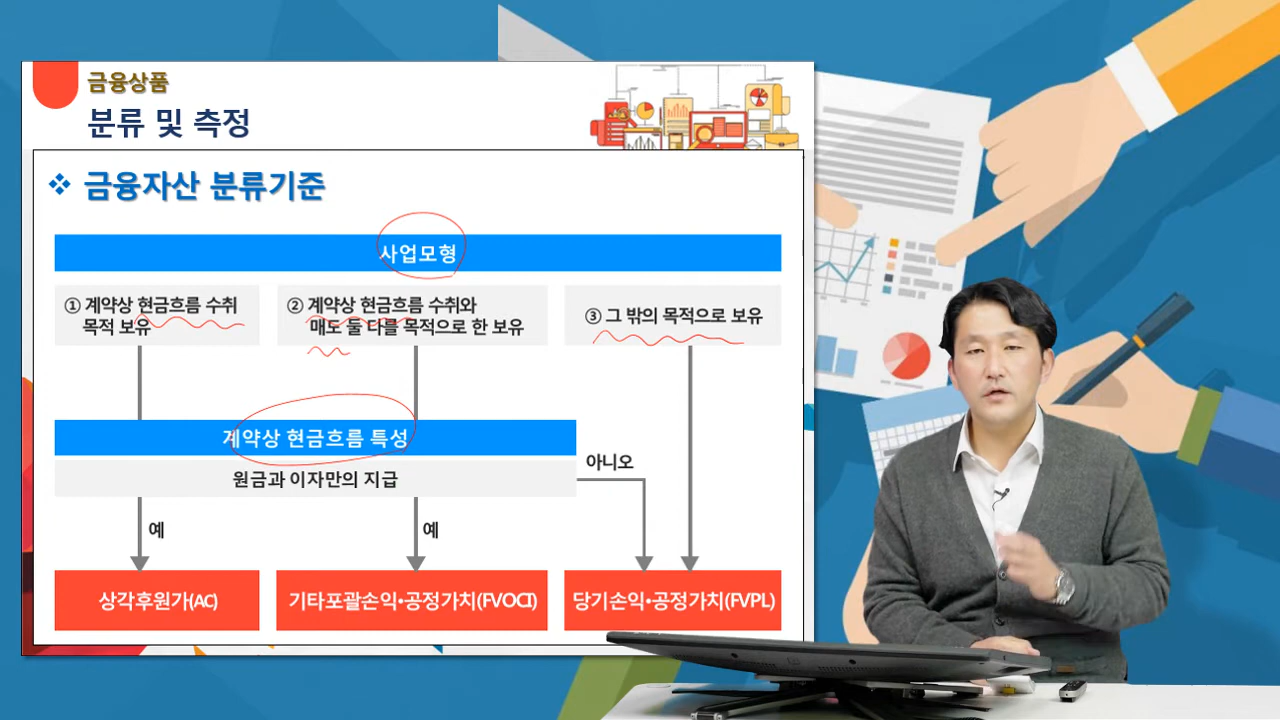 금융상품
분류 및 측정
❖ 금융자산 분류기준
사업모형
① 계약상 현금흐름 수취
목적 보유
② 계약상 현금흐름 수취와
매도 둘 다를 목적으로 한 보유
③ 그 밖의 목적으로 보유
계약상 현금흐름 특성
원금과 이자만의 지급
아니오
예
예
상각후원가(AC)
기타포괄손익•공정가치(FVOCI)
당기손익•공정가치(FVPL)